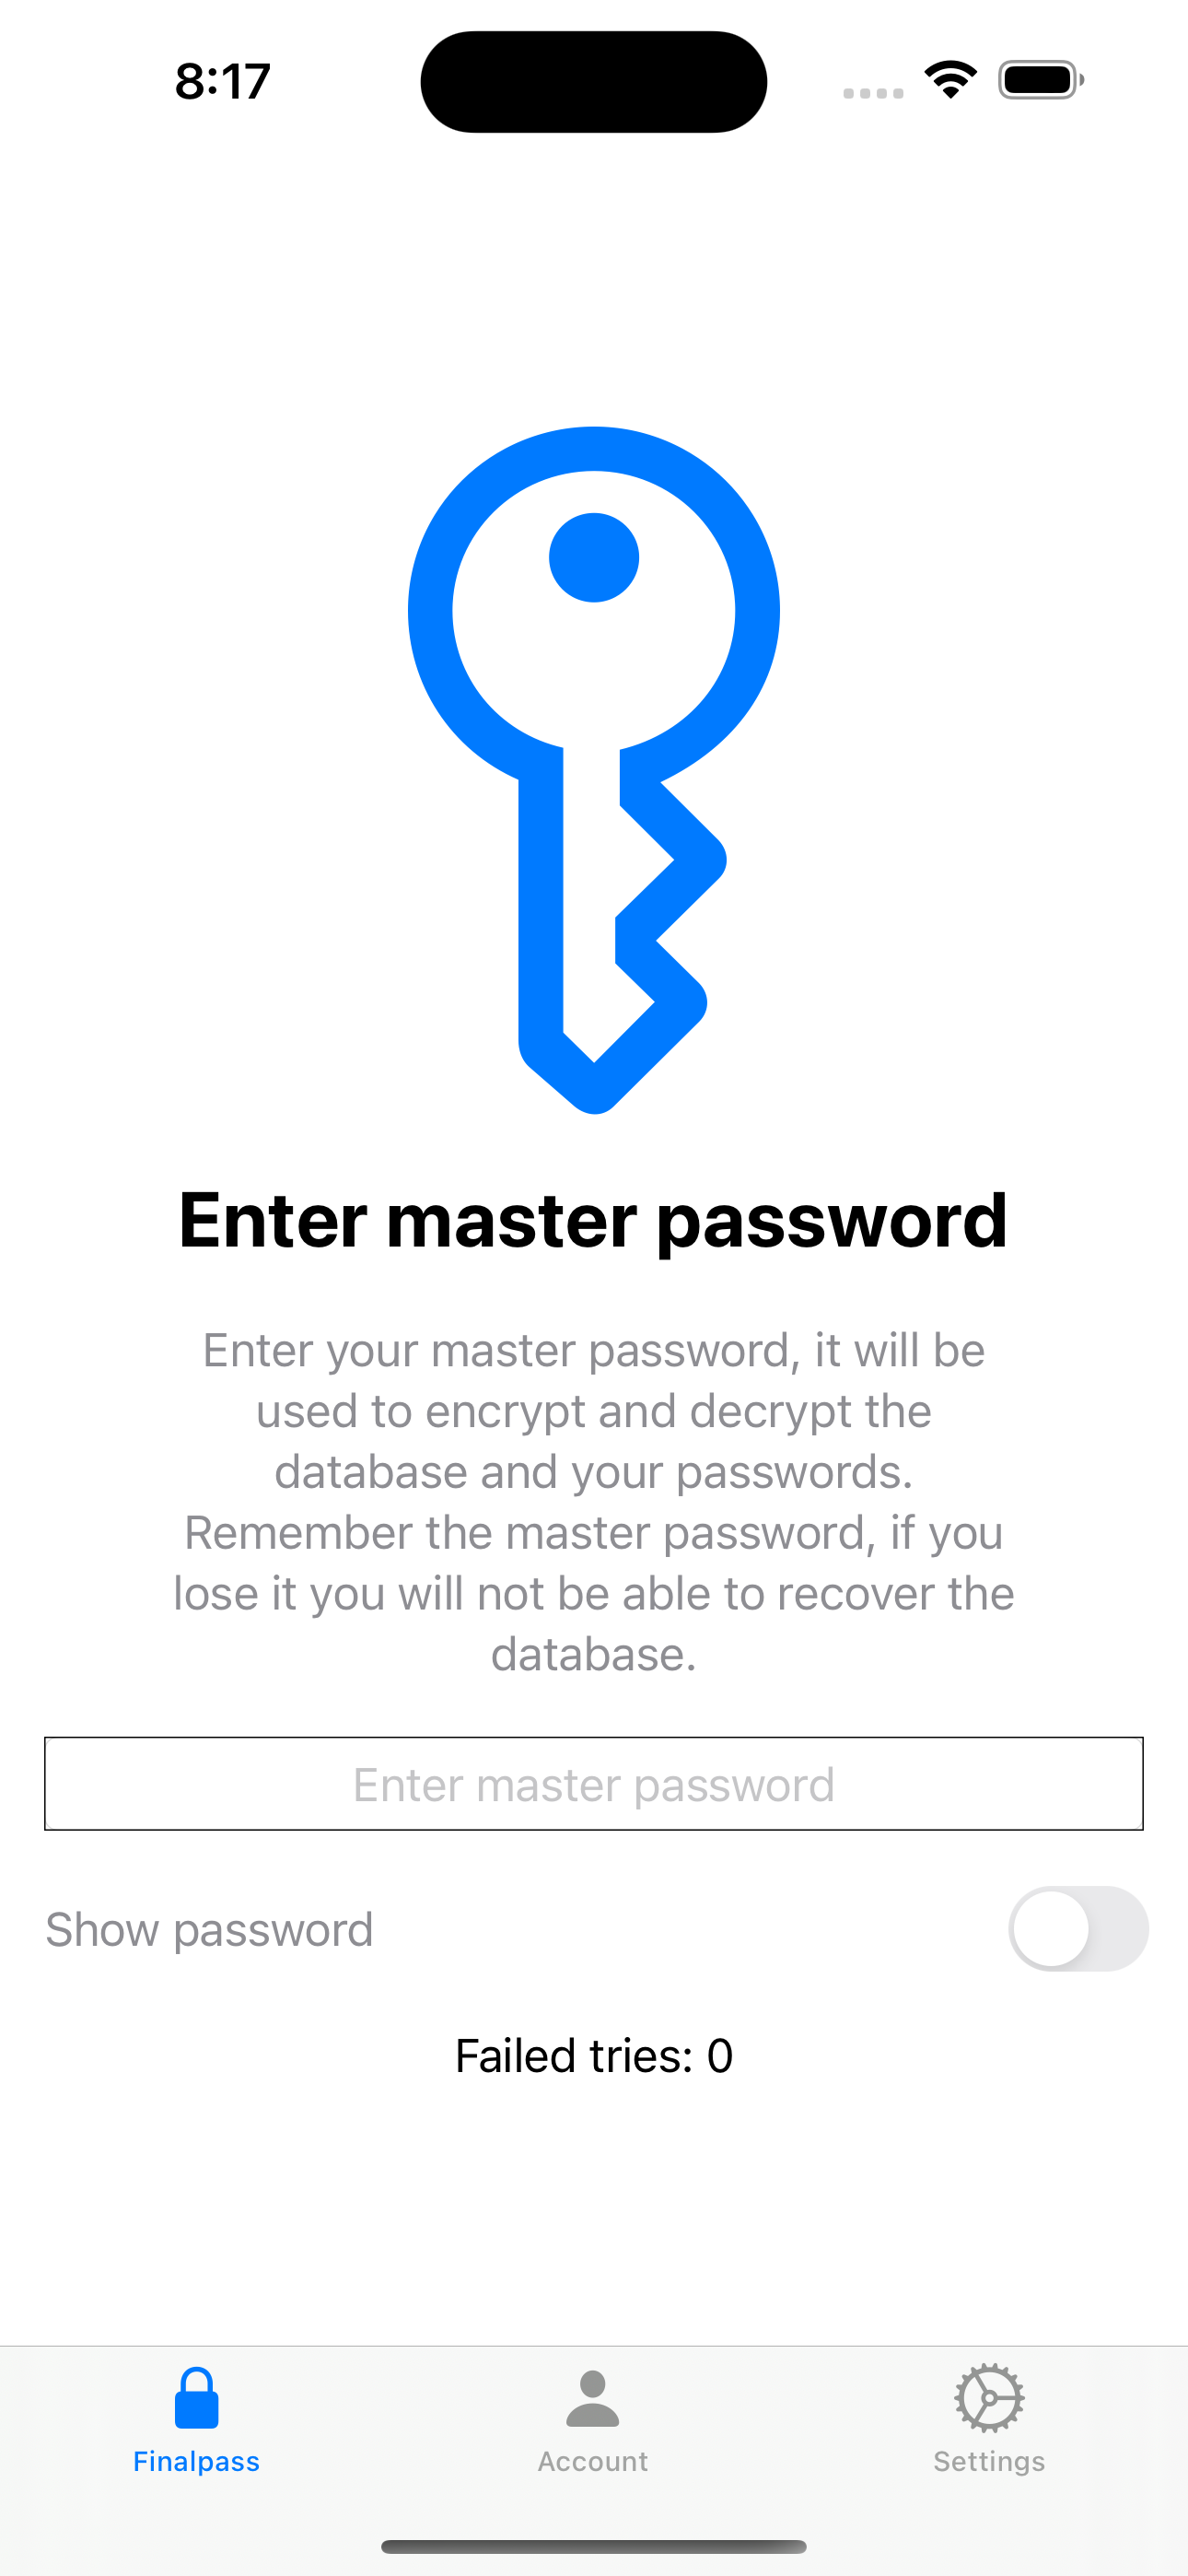 8:17
Enter master password
Enter your master password, it will be
used to encrypt and decrypt the
database and your passwords.
Remember the master password, if you
lose it you will not be able to recover the
database.
Enter master password
Show password
Failed tries: 0
Finalpass
Account
Settings